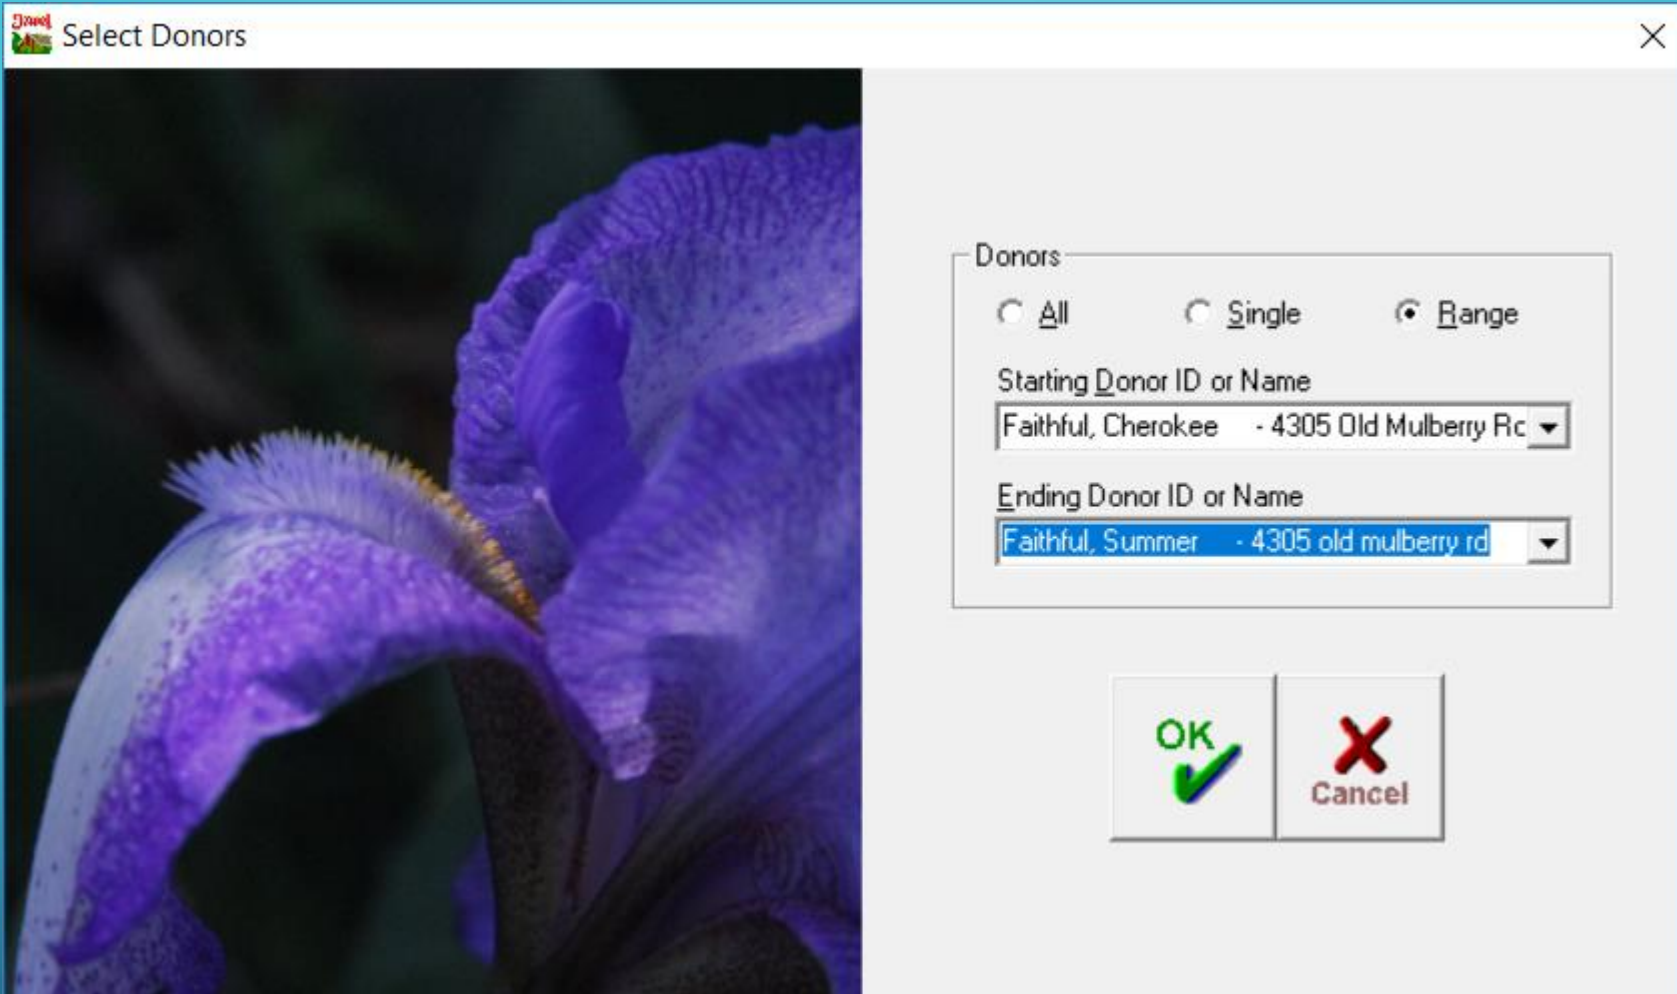 Select Donors
Donors
All Single Range
Starting Donor ID or Name
Faithful, Cherokee - 4305 Old Mulberry Rd
Ending Donor ID or Name
Faithful, Summer - 4305 old mulberry rd
OK
Cancel